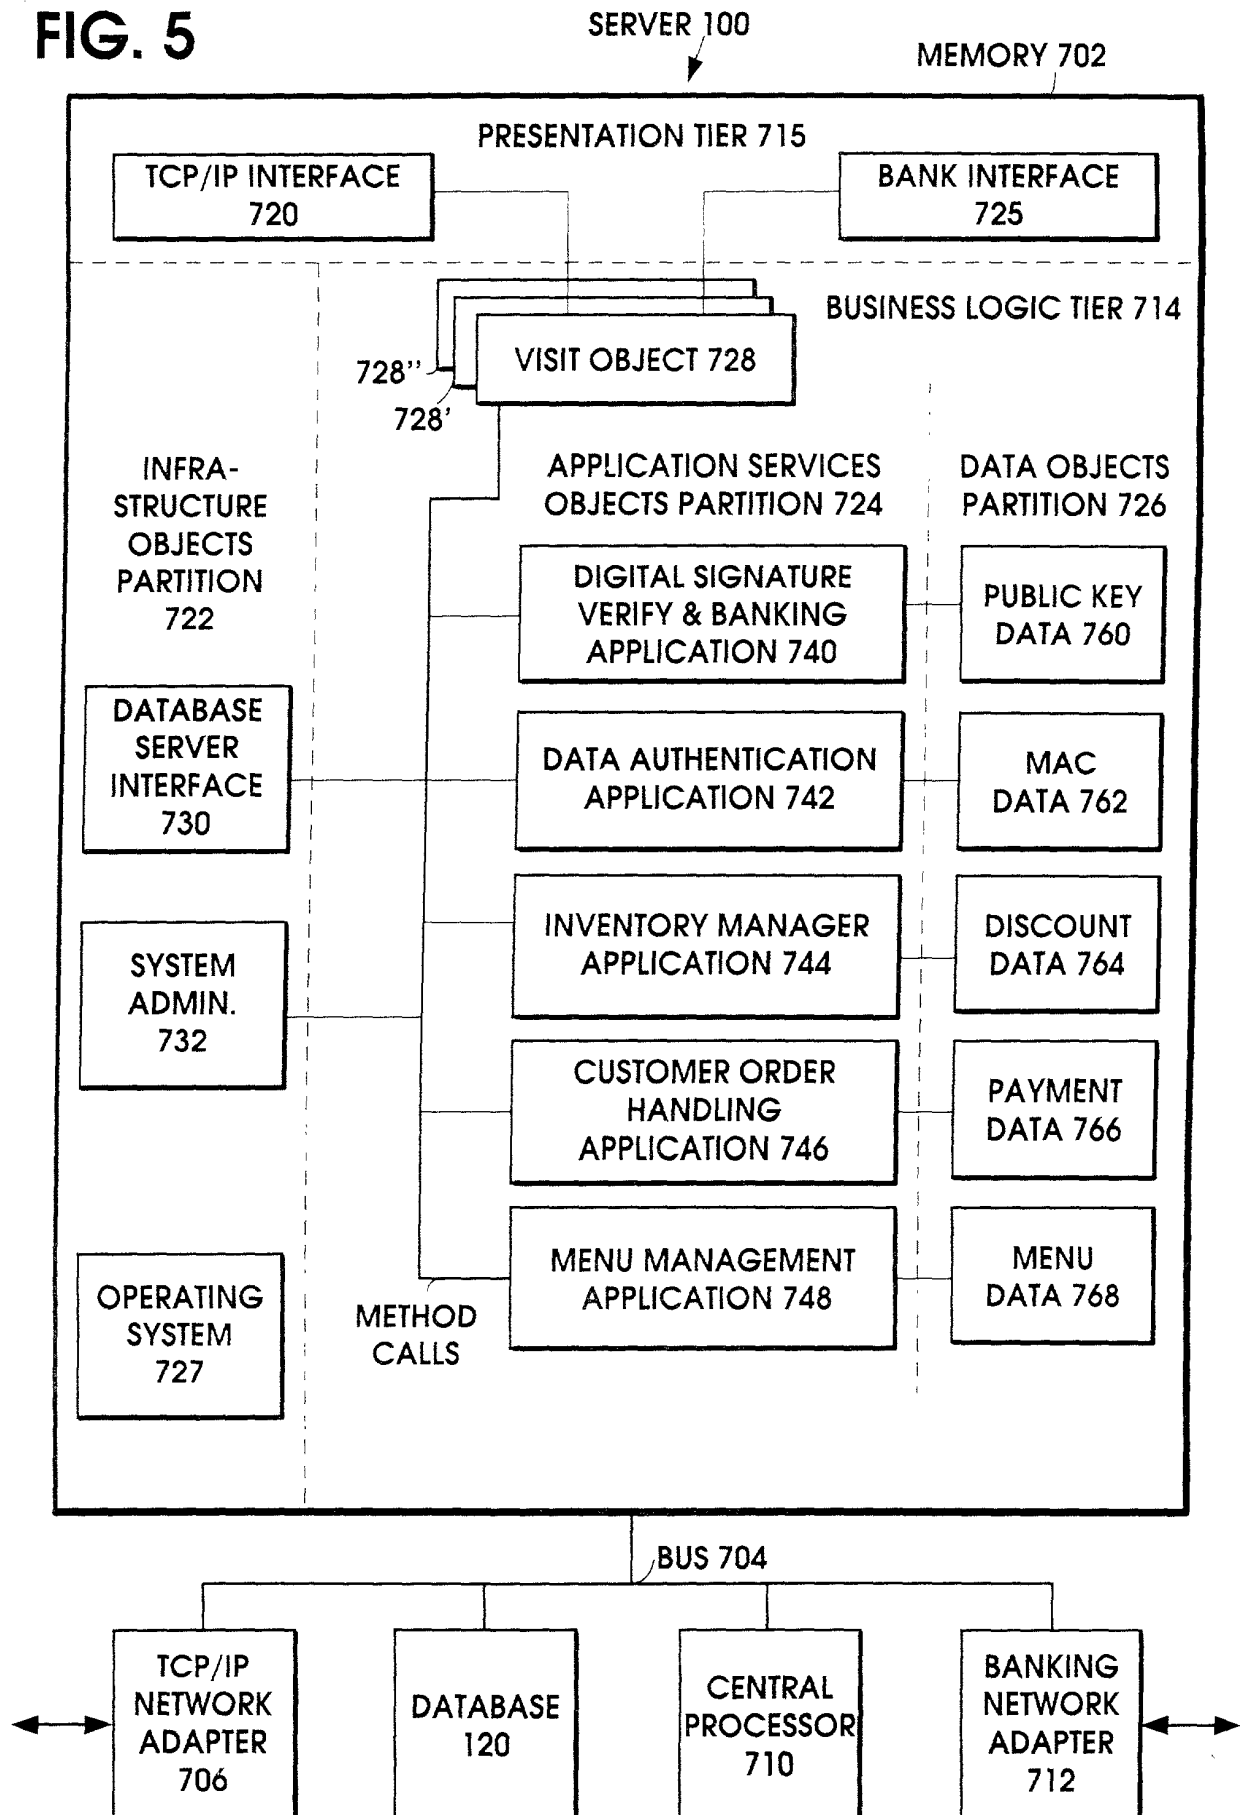 FIG. 5
SERVER 100
MEMORY 702
PRESENTATION TIER 715
TCP/IP INTERFACE
720
BANK INTERFACE
725
BUSINESS LOGIC TIER 714
VISIT OBJECT 728
728''
728'
INFRA-
STRUCTURE
OBJECTS
PARTITION
722
APPLICATION SERVICES
OBJECTS PARTITION 724
DATA OBJECTS
PARTITION 726
DIGITAL SIGNATURE
VERIFY & BANKING
APPLICATION 740
PUBLIC KEY
DATA 760
DATABASE
SERVER
INTERFACE
730
DATA AUTHENTICATION
APPLICATION 742
MAC
DATA 762
SYSTEM
ADMIN.
732
INVENTORY MANAGER
APPLICATION 744
DISCOUNT
DATA 764
CUSTOMER ORDER
HANDLING
APPLICATION 746
PAYMENT
DATA 766
OPERATING
SYSTEM
727
METHOD
CALLS
MENU MANAGEMENT
APPLICATION 748
MENU
DATA 768
BUS 704
TCP/IP
NETWORK
ADAPTER
706
DATABASE
120
CENTRAL
PROCESSOR
710
BANKING
NETWORK
ADAPTER
712